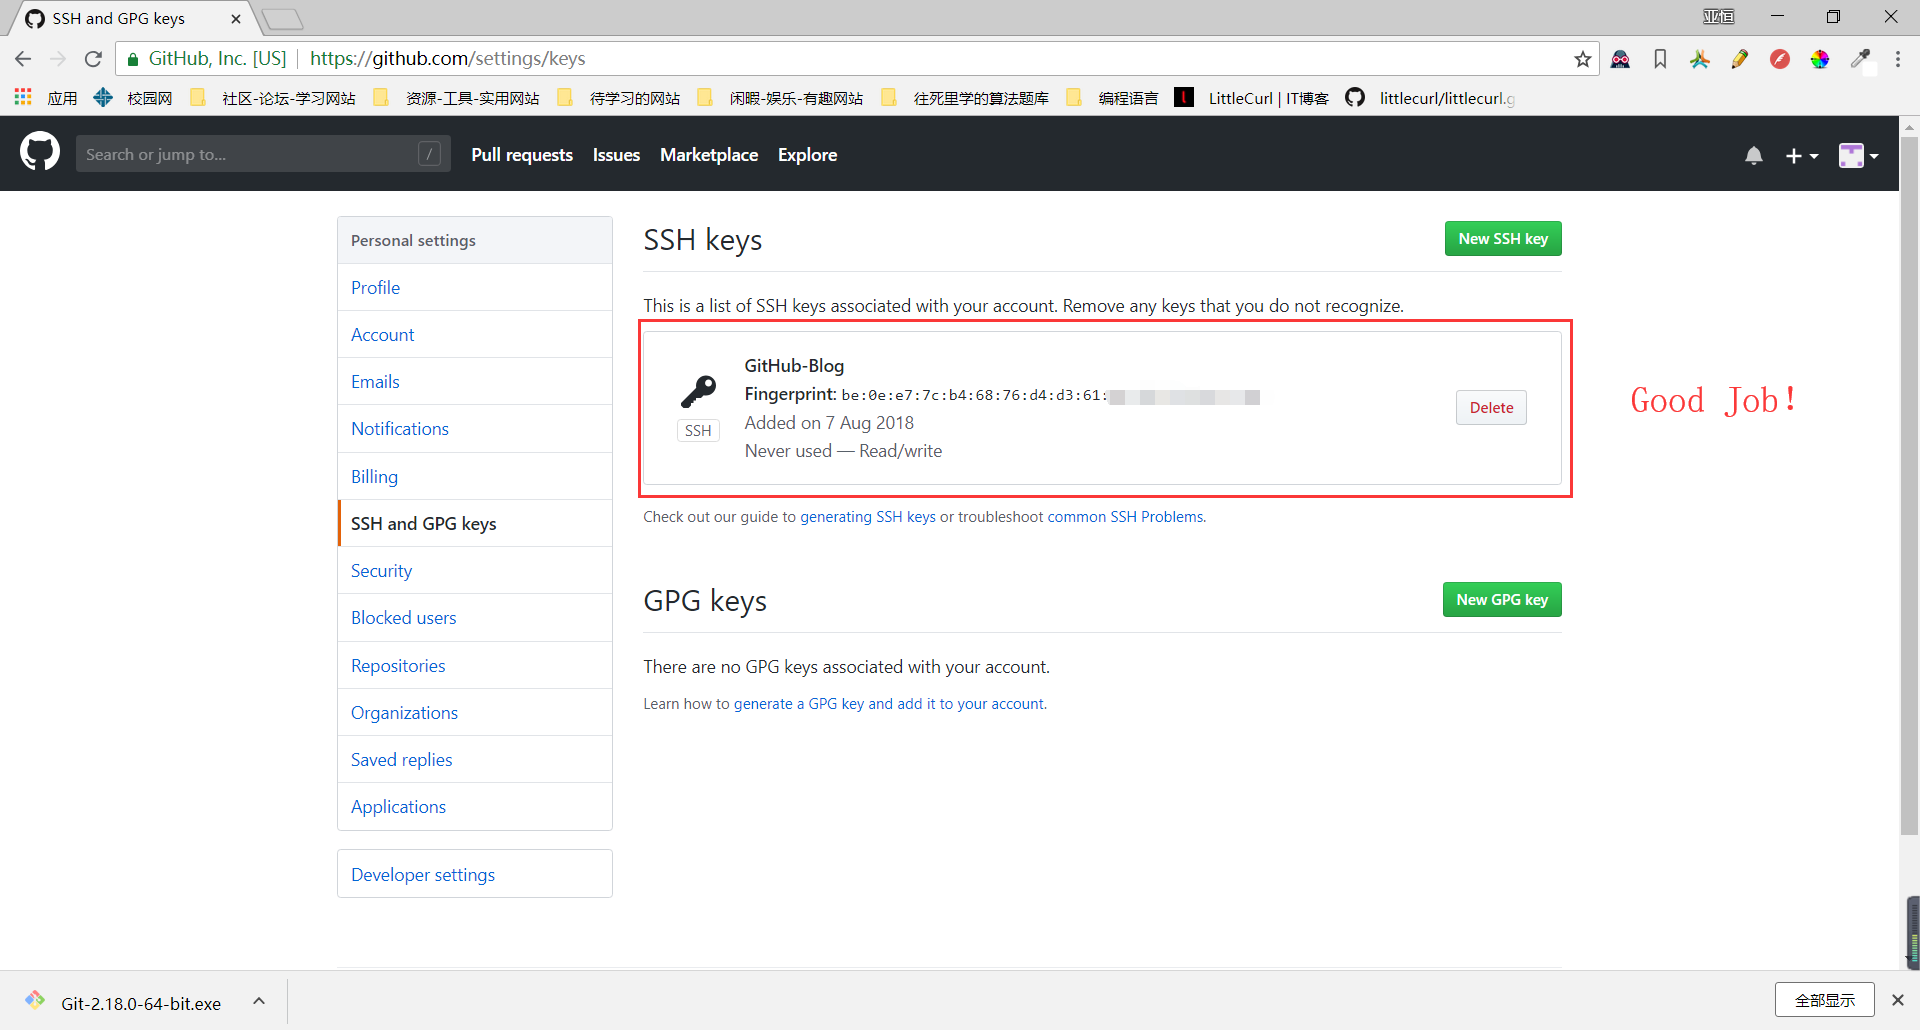 SSH and GPG keys
亚恒
GitHub, Inc. [US] https://github.com/settings/keys
应用 校园网 社区-论坛-学习网站 资源-工具-实用网站 待学习的网站 闲暇-娱乐-有趣网站 往死里学的算法题库 编程语言 LittleCurl | IT博客 littlecurl/littlecurl.g
Search or jump to... / Pull requests Issues Marketplace Explore
Personal settings
Profile
Account
Emails
Notifications
Billing
SSH and GPG keys
Security
Blocked users
Repositories
Organizations
Saved replies
Applications
Developer settings
SSH keys
New SSH key
This is a list of SSH keys associated with your account. Remove any keys that you do not recognize.
GitHub-Blog
Fingerprint: be:0e:e7:7c:b4:68:76:d4:d3:61:
Added on 7 Aug 2018
Never used — Read/write
SSH
Delete
Good Job!
Check out our guide to generating SSH keys or troubleshoot common SSH Problems.
GPG keys
New GPG key
There are no GPG keys associated with your account.
Learn how to generate a GPG key and add it to your account.
Git-2.18.0-64-bit.exe
全部显示